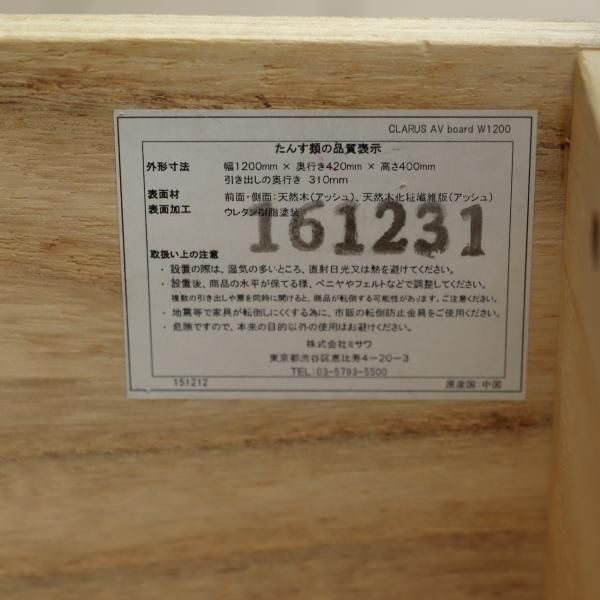 CLARUS AV board W1200
たんす類の品質表示
外形寸法 幅1200mm × 奥行き420mm × 高さ400mm
引き出しの奥行き 310mm
表面材 前面・側面:天然木(アッシュ)、天然木化粧繊維版(アッシュ)
表面加工 ウレタン樹脂塗装
161231
取扱い上の注意
・ 設置の際は、湿気の多いところ、直射日光又は熱を避けてください。
・ 設置後、商品の水平が保てる様、ベニヤやフェルトなどで調整してください。
複数の引き出しや扉を同時に開けると、商品が転倒する可能性があります。ご注意ください。
・ 地震等で家具が転倒しにくくする為に、市販の転倒防止金具をご使用ください。
・ 危険ですので、本来の目的以外の使用はお避けください。
株式会社ミサワ
東京都渋谷区恵比寿4-20-3
TEL:03-5793-5500
151212 原産国:中国